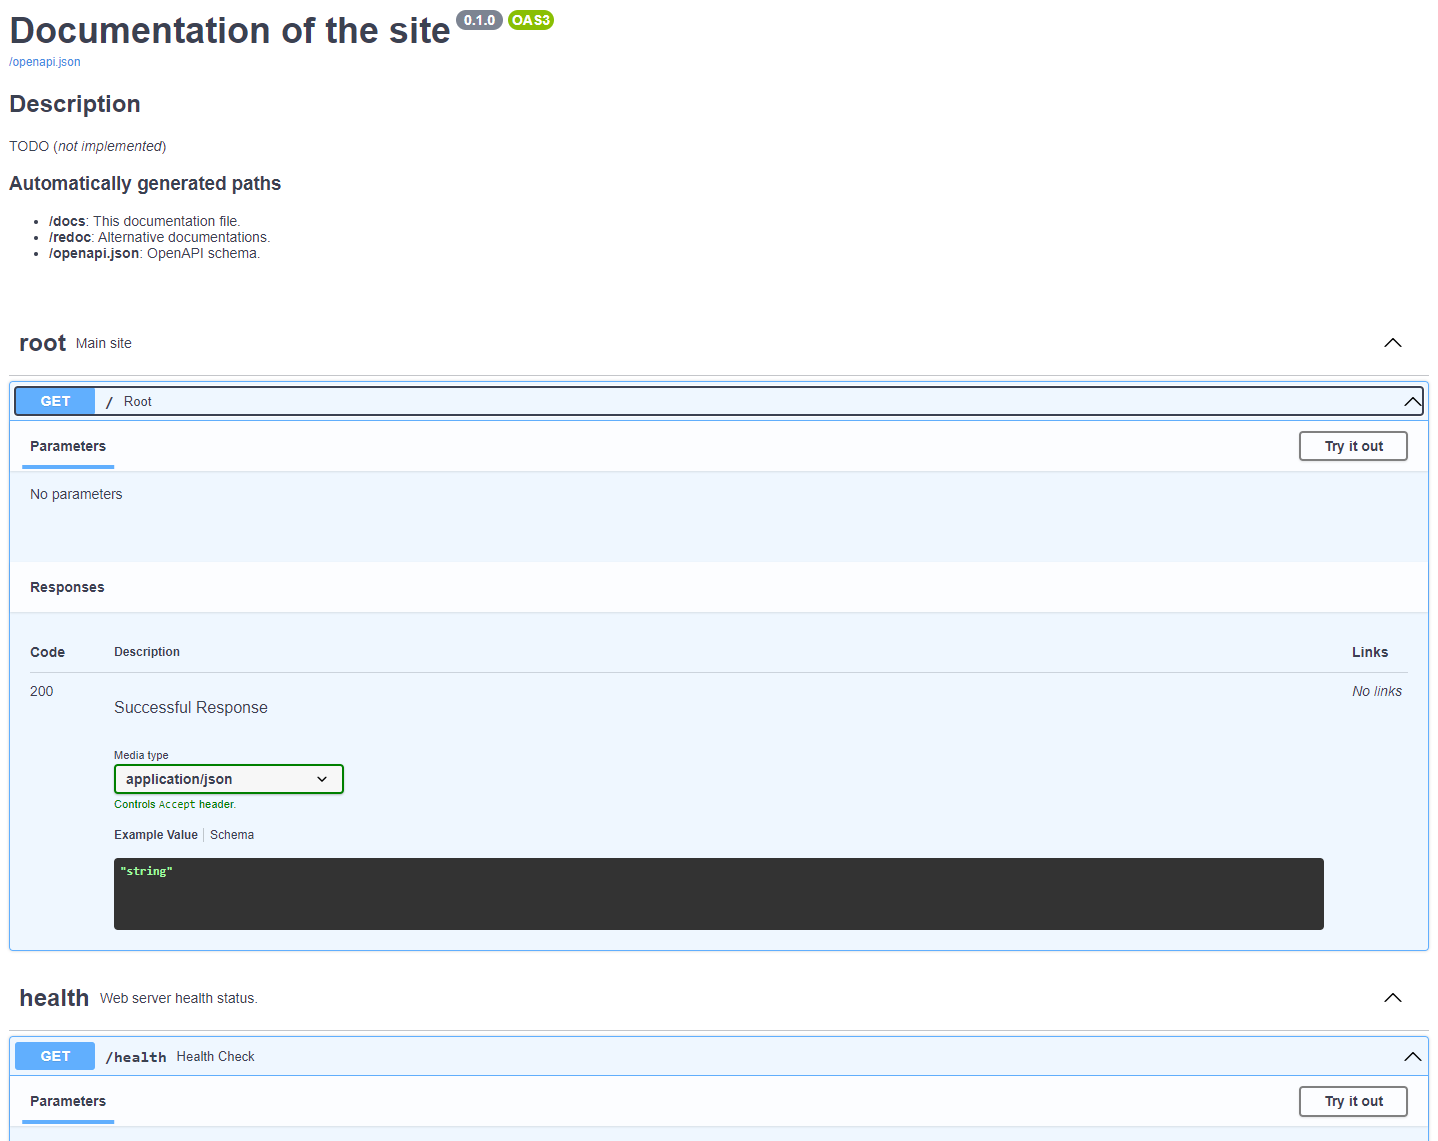 Documentation of the site 0.1.0 OAS3
/openapi.json
Description
TODO (not implemented)
Automatically generated paths
/docs: This documentation file.
/redoc: Alternative documentations.
/openapi.json: OpenAPI schema.
root Main site
GET / Root
Parameters Try it out
No parameters
Responses
Code Description Links
200 No links
Successful Response
Media type
application/json
Controls Accept header.
Example Value Schema
"string"
health Web server health status.
GET /health Health Check
Parameters Try it out